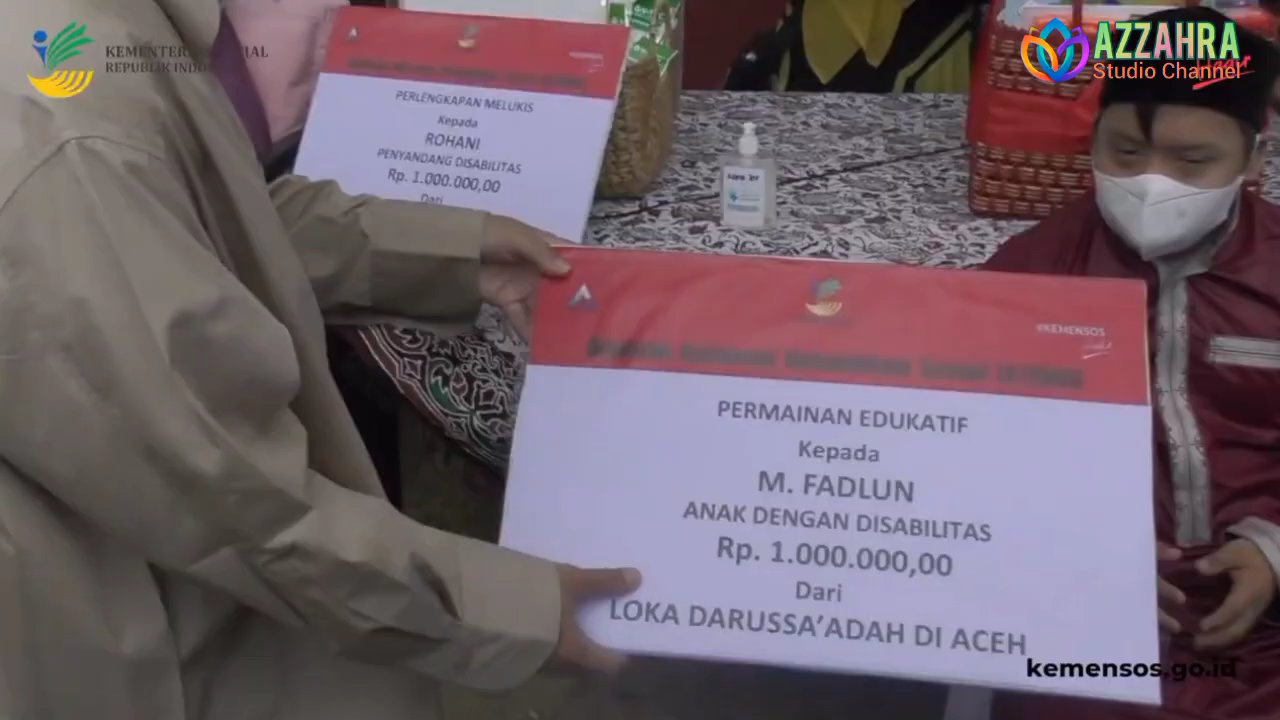 KEMENTERIAN SOSIAL
REPUBLIK INDONESIA
AZZAHRA
Studio Channel
PERLENGKAPAN MELUKIS
Kepada
ROHANI
PENYANDANG DISABILITAS
Rp. 1.000.000,00
Dari
#KEMENSOS
PERMAINAN EDUKATIF
Kepada
M. FADLUN
ANAK DENGAN DISABILITAS
Rp. 1.000.000,00
Dari
LOKA DARUSSA'ADAH DI ACEH
kemensos.go.id